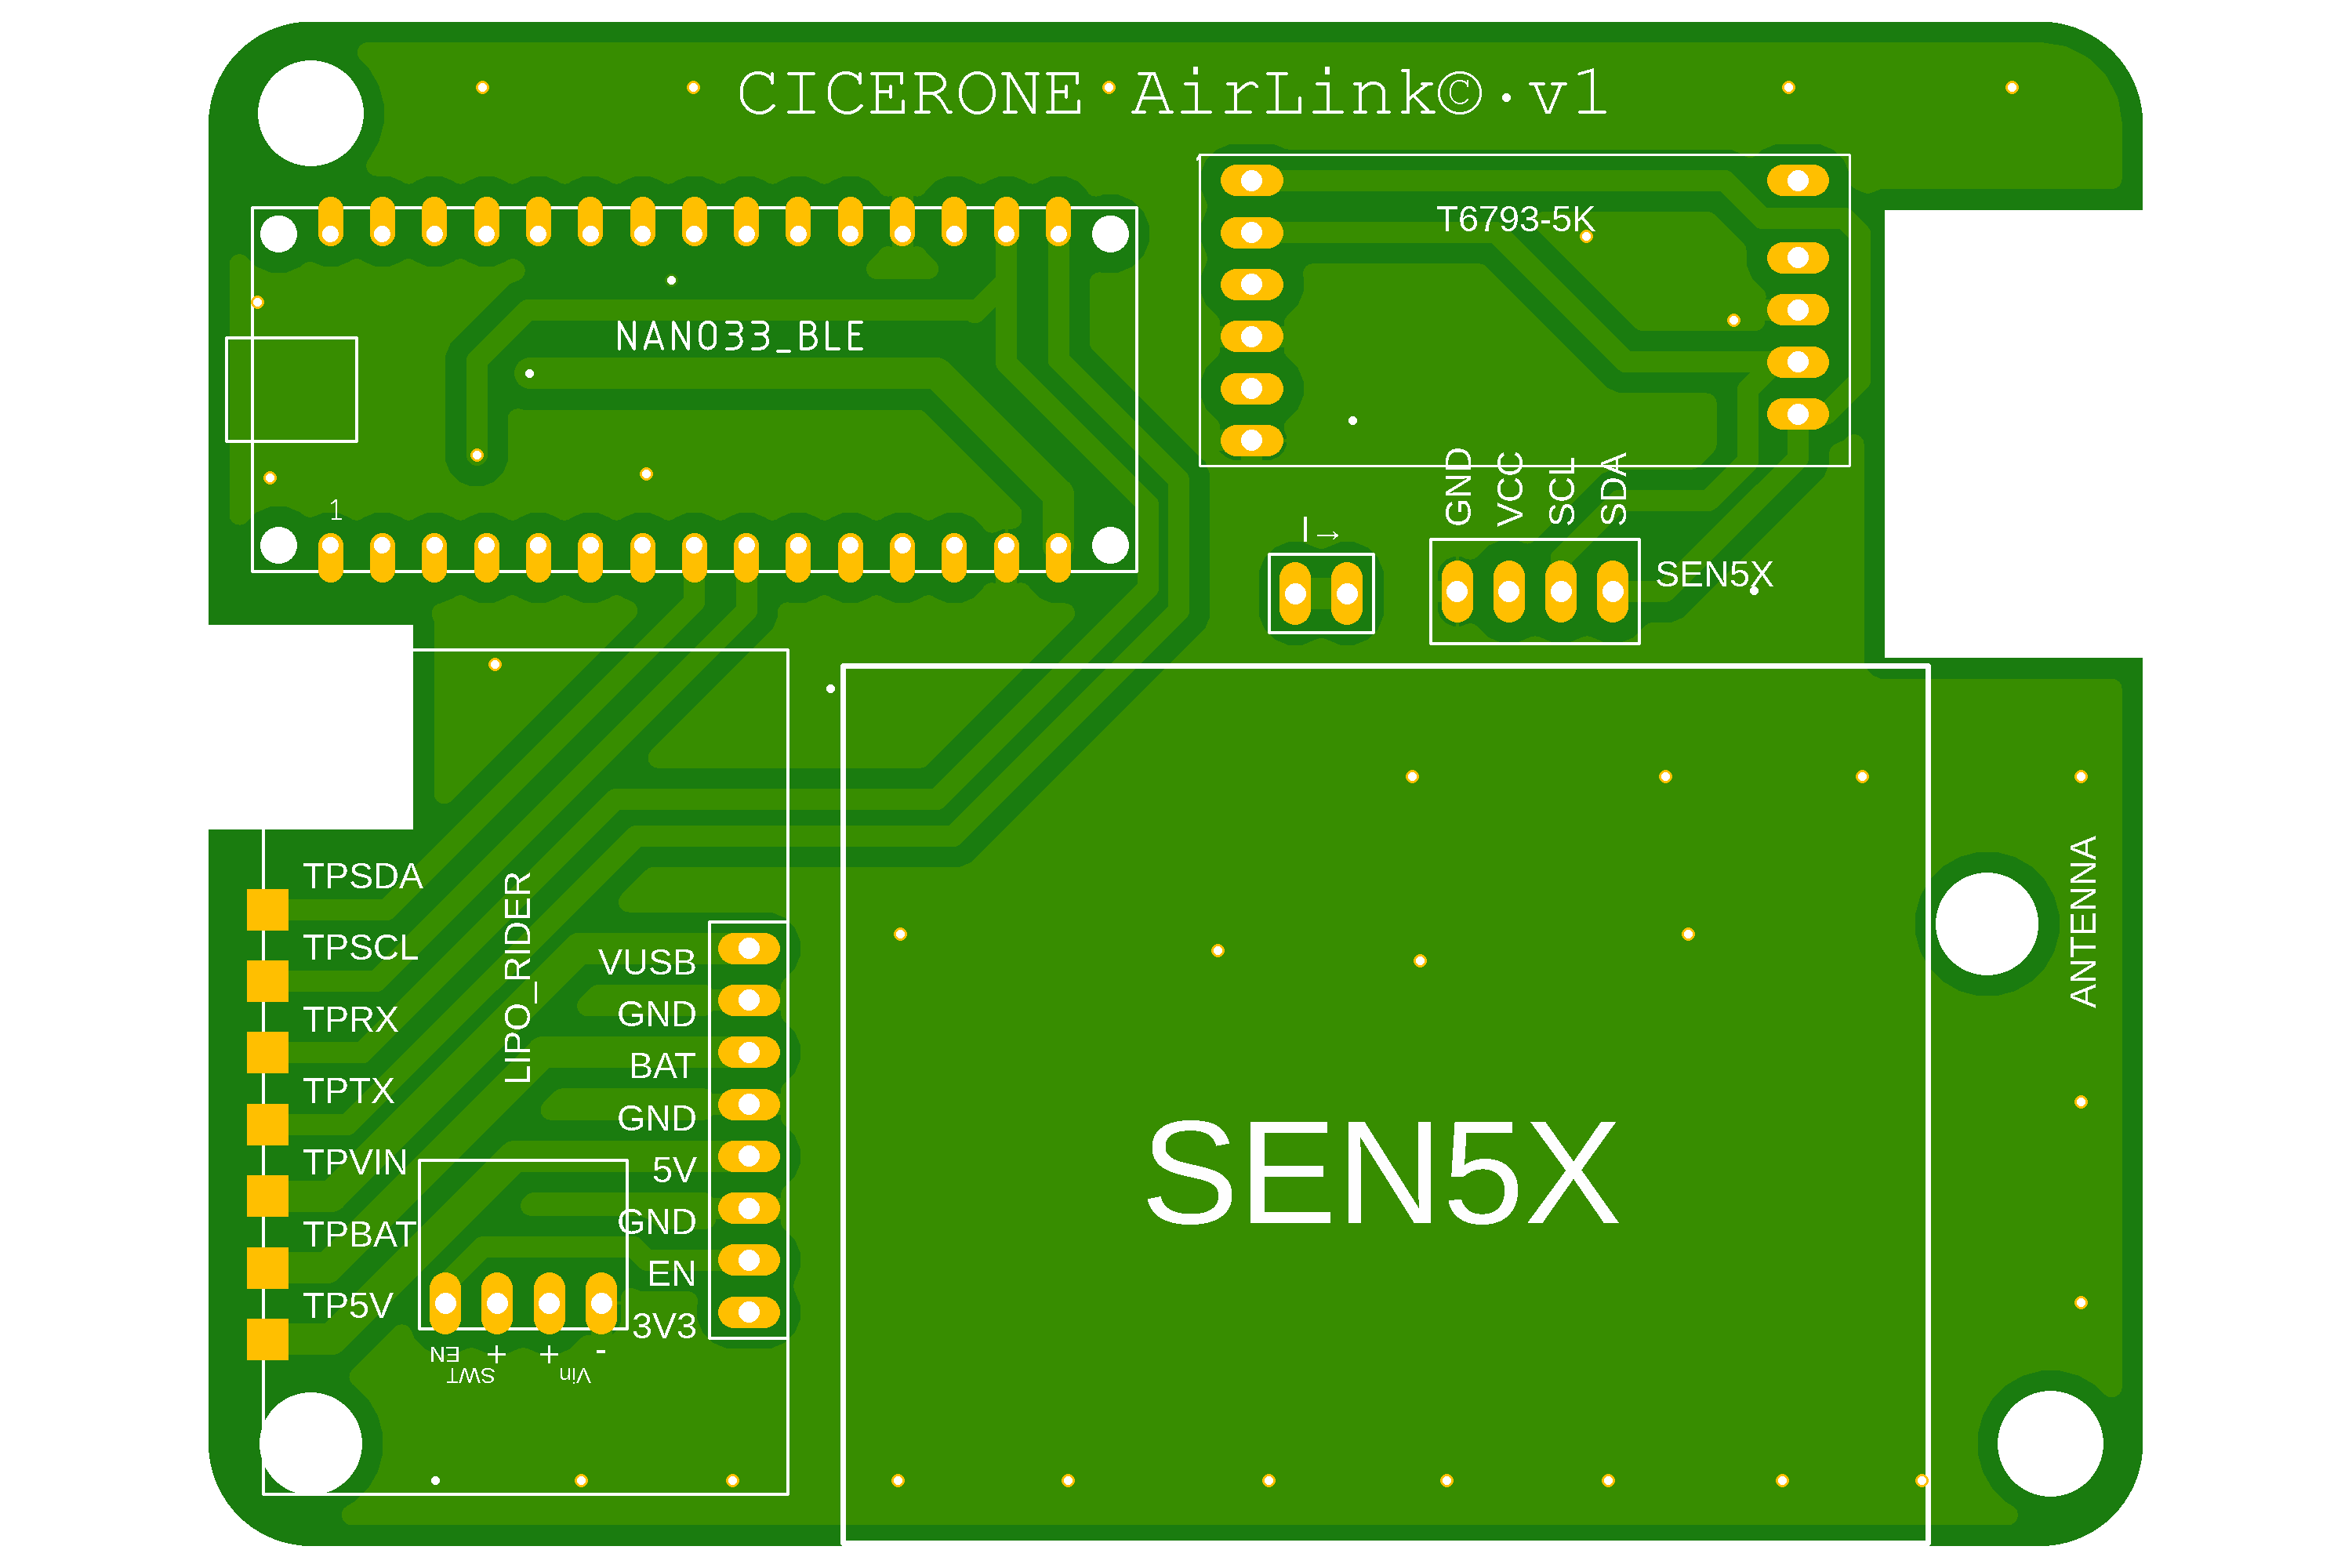 CICERONE AirLink© v1
T6793-5K
NANO33_BLE
1
GND
VCC
SCL
SDA
I→
SEN5X
TPSDA
TPSCL
TPRX
TPTX
TPVIN
TPBAT
TP5V
LIPO_RIDER
VUSB
GND
BAT
GND
5V
GND
EN
3V3
EN + + -
SWT Vin
SEN5X
ANTENNA